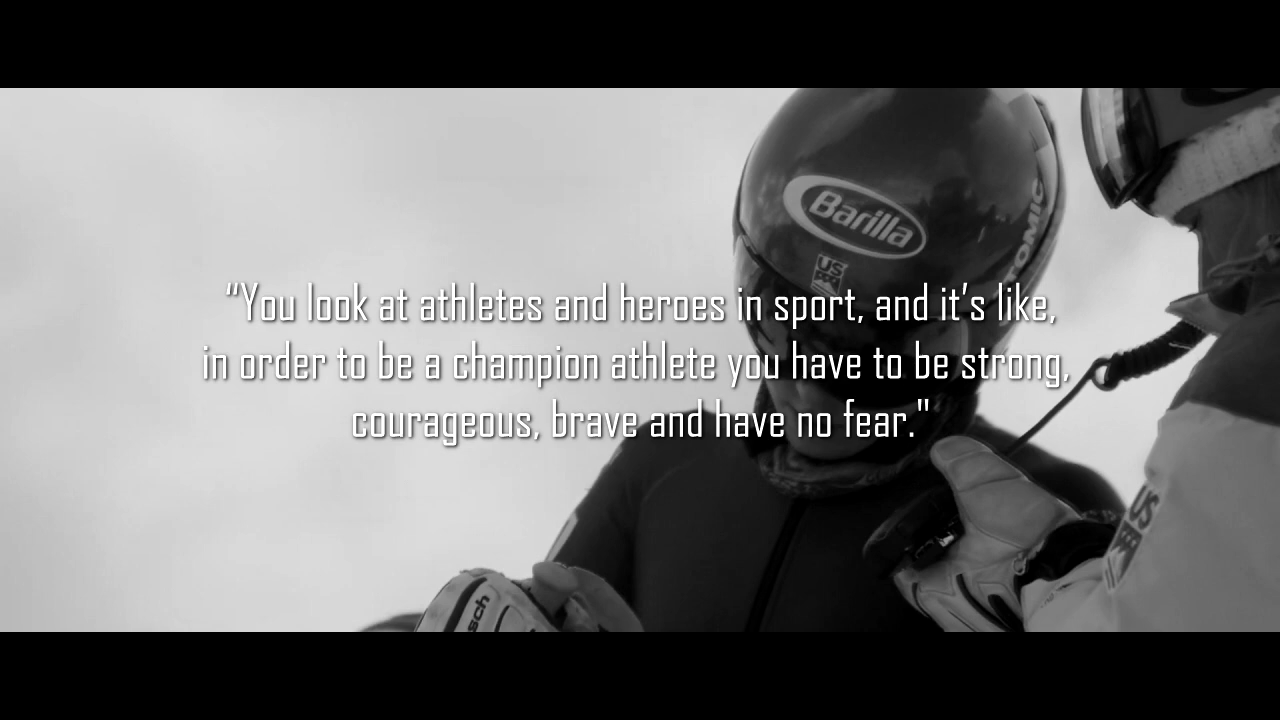 Barilla
US
ATOMIC
“You look at athletes and heroes in sport, and it’s like,
in order to be a champion athlete you have to be strong,
courageous, brave and have no fear."
US
sch